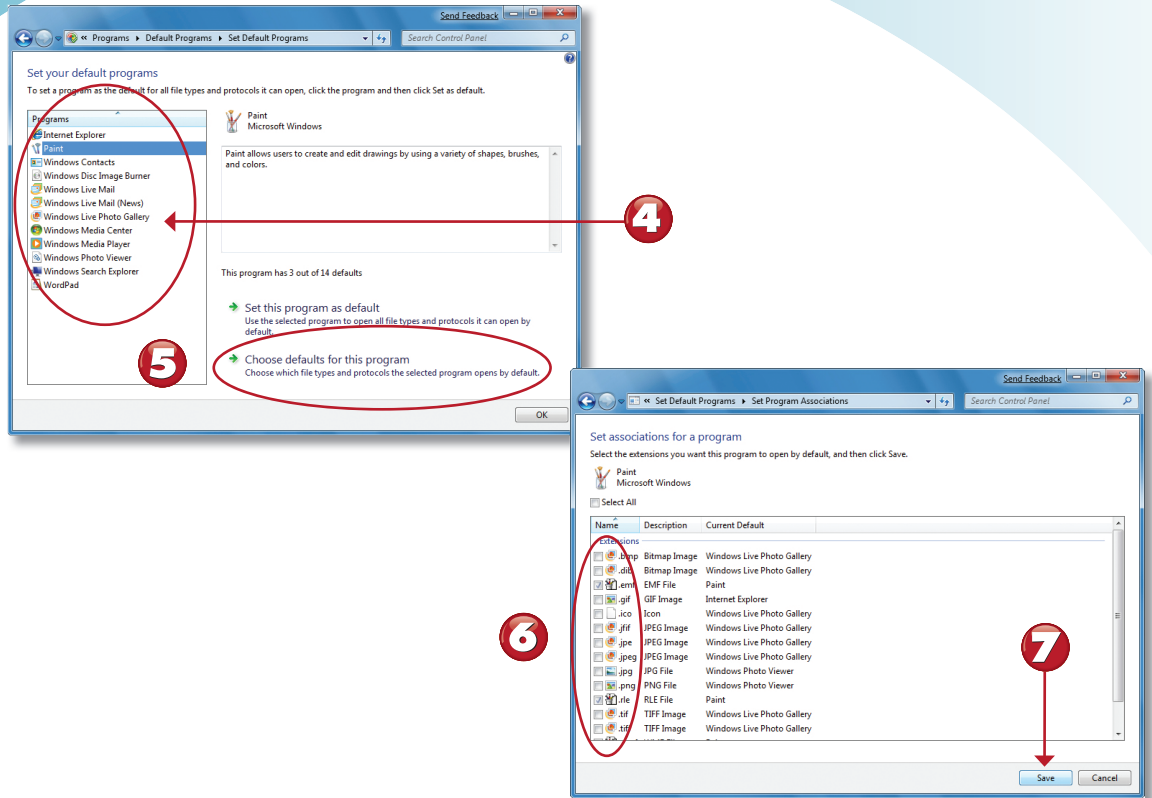 Send Feedback
« Programs ▸ Default Programs ▸ Set Default Programs
Search Control Panel
Set your default programs
To set a program as the default for all file types and protocols it can open, click the program and then click Set as default.
Programs
Internet Explorer
Paint
Windows Contacts
Windows Disc Image Burner
Windows Live Mail
Windows Live Mail (News)
Windows Live Photo Gallery
Windows Media Center
Windows Media Player
Windows Photo Viewer
Windows Search Explorer
WordPad
Paint
Microsoft Windows
Paint allows users to create and edit drawings by using a variety of shapes, brushes,
and colors.
This program has 3 out of 14 defaults
Set this program as default
Use the selected program to open all file types and protocols it can open by
default.
Choose defaults for this program
Choose which file types and protocols the selected program opens by default.
OK
4
5
Send Feedback
« Set Default Programs ▸ Set Program Associations
Search Control Panel
Set associations for a program
Select the extensions you want this program to open by default, and then click Save.
Paint
Microsoft Windows
Select All
Name Description Current Default
Extensions
.bmp Bitmap Image Windows Live Photo Gallery
.dib Bitmap Image Windows Live Photo Gallery
.emf EMF File Paint
.gif GIF Image Internet Explorer
.ico Icon Windows Live Photo Gallery
.jfif JPEG Image Windows Live Photo Gallery
.jpe JPEG Image Windows Live Photo Gallery
.jpeg JPEG Image Windows Live Photo Gallery
.jpg JPG File Windows Photo Viewer
.png PNG File Windows Photo Viewer
.rle RLE File Paint
.tif TIFF Image Windows Live Photo Gallery
.tiff TIFF Image Windows Live Photo Gallery
6
7
Save Cancel